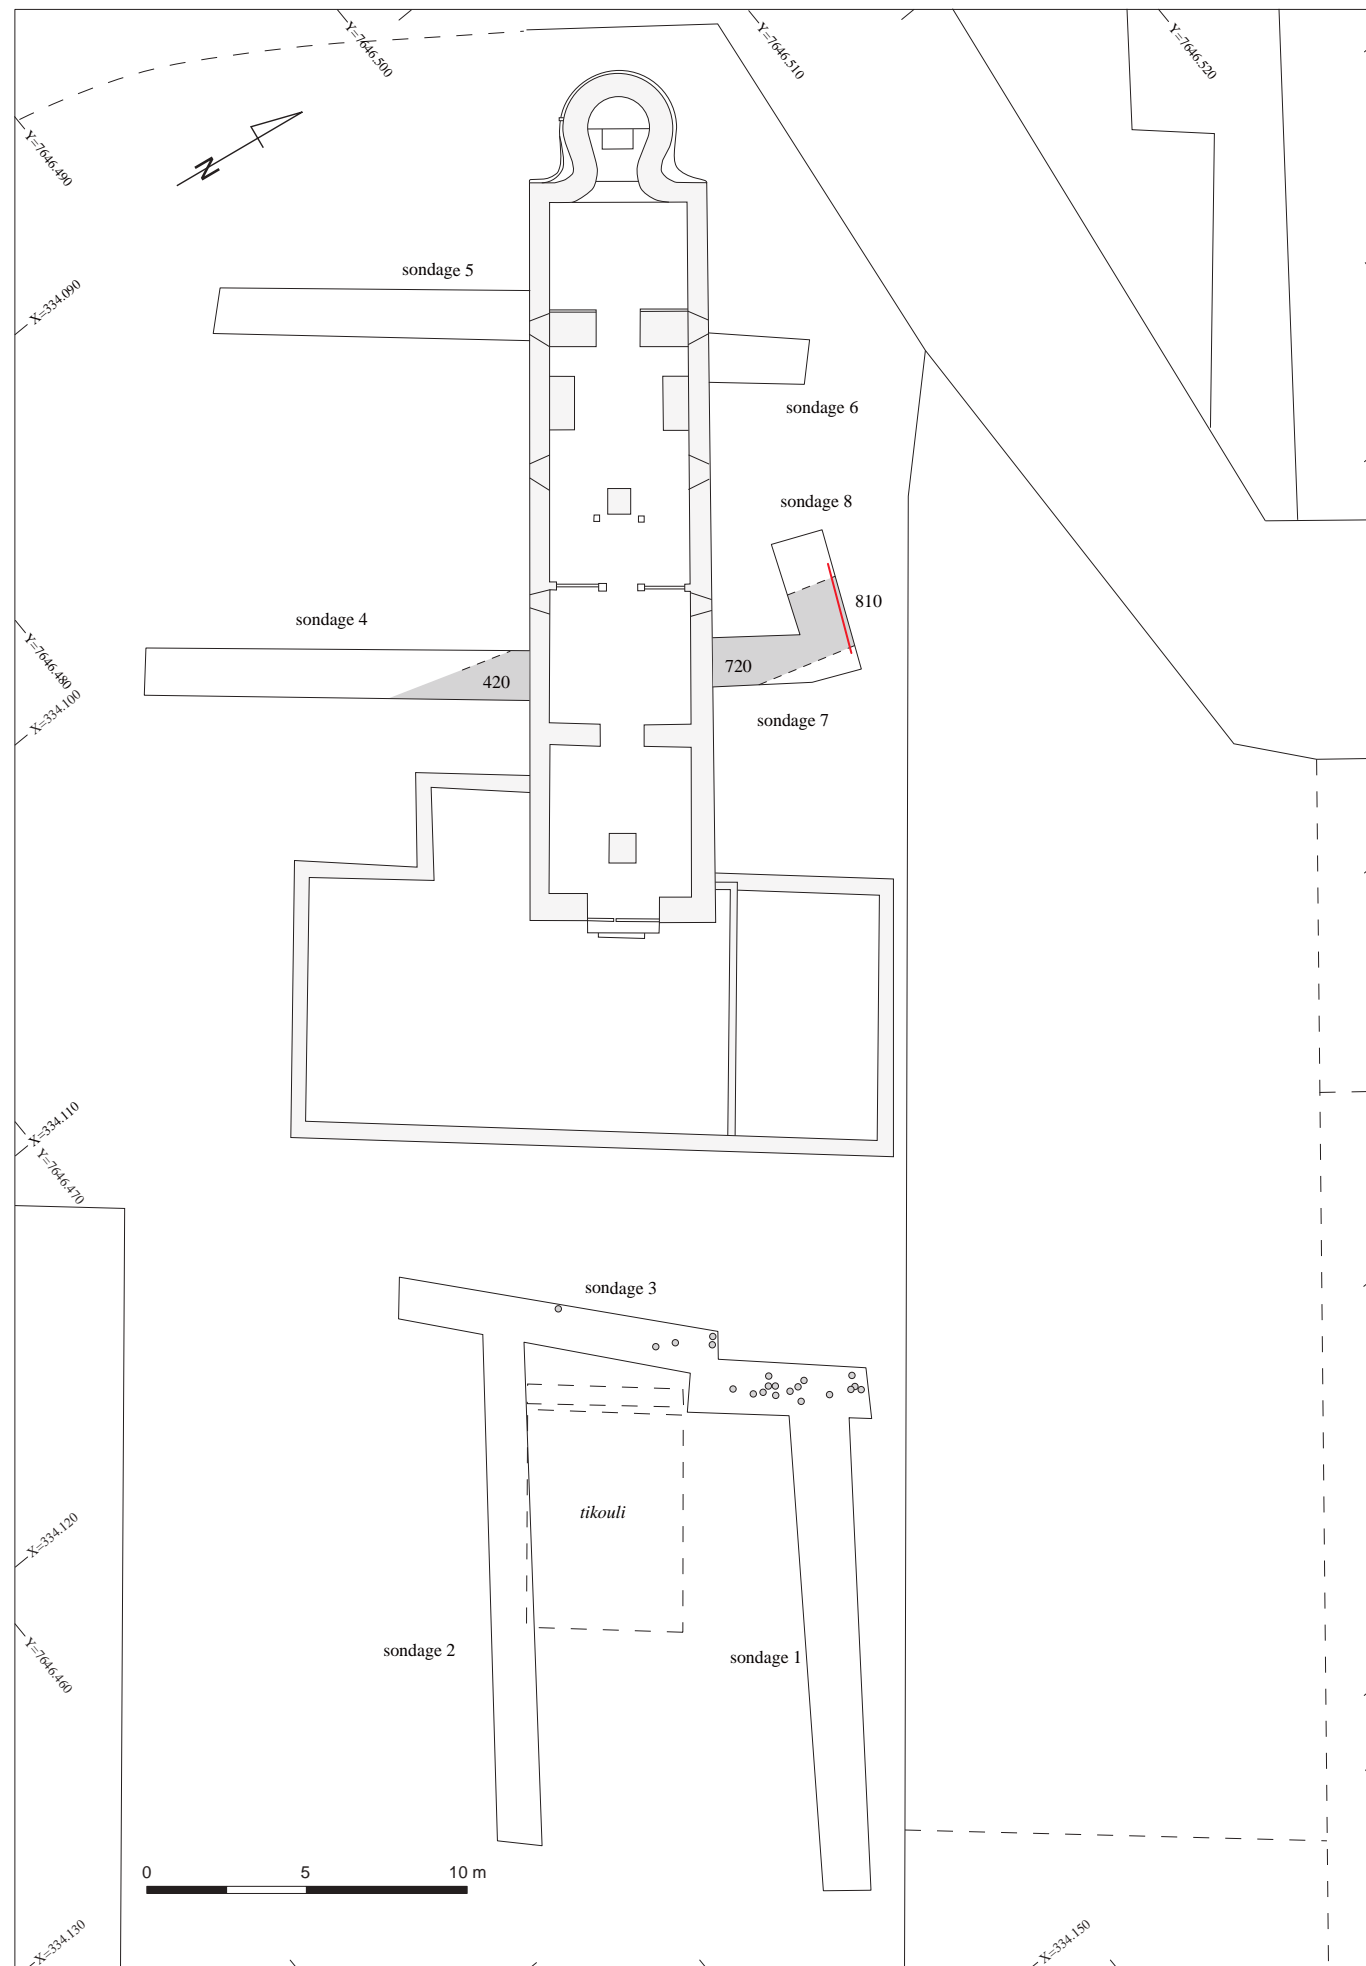 Y=7646.500
Y=7646.510
Y=7646.520
Y=7646.490
N
sondage 5
X=334.090
sondage 6
sondage 8
810
sondage 4
Y=7646.480
720
420
X=334.100
sondage 7
X=334.110
Y=7646.470
sondage 3
tikouli
X=334.120
sondage 2
sondage 1
Y=7646.460
0 5 10 m
X=334.130
X=334.150